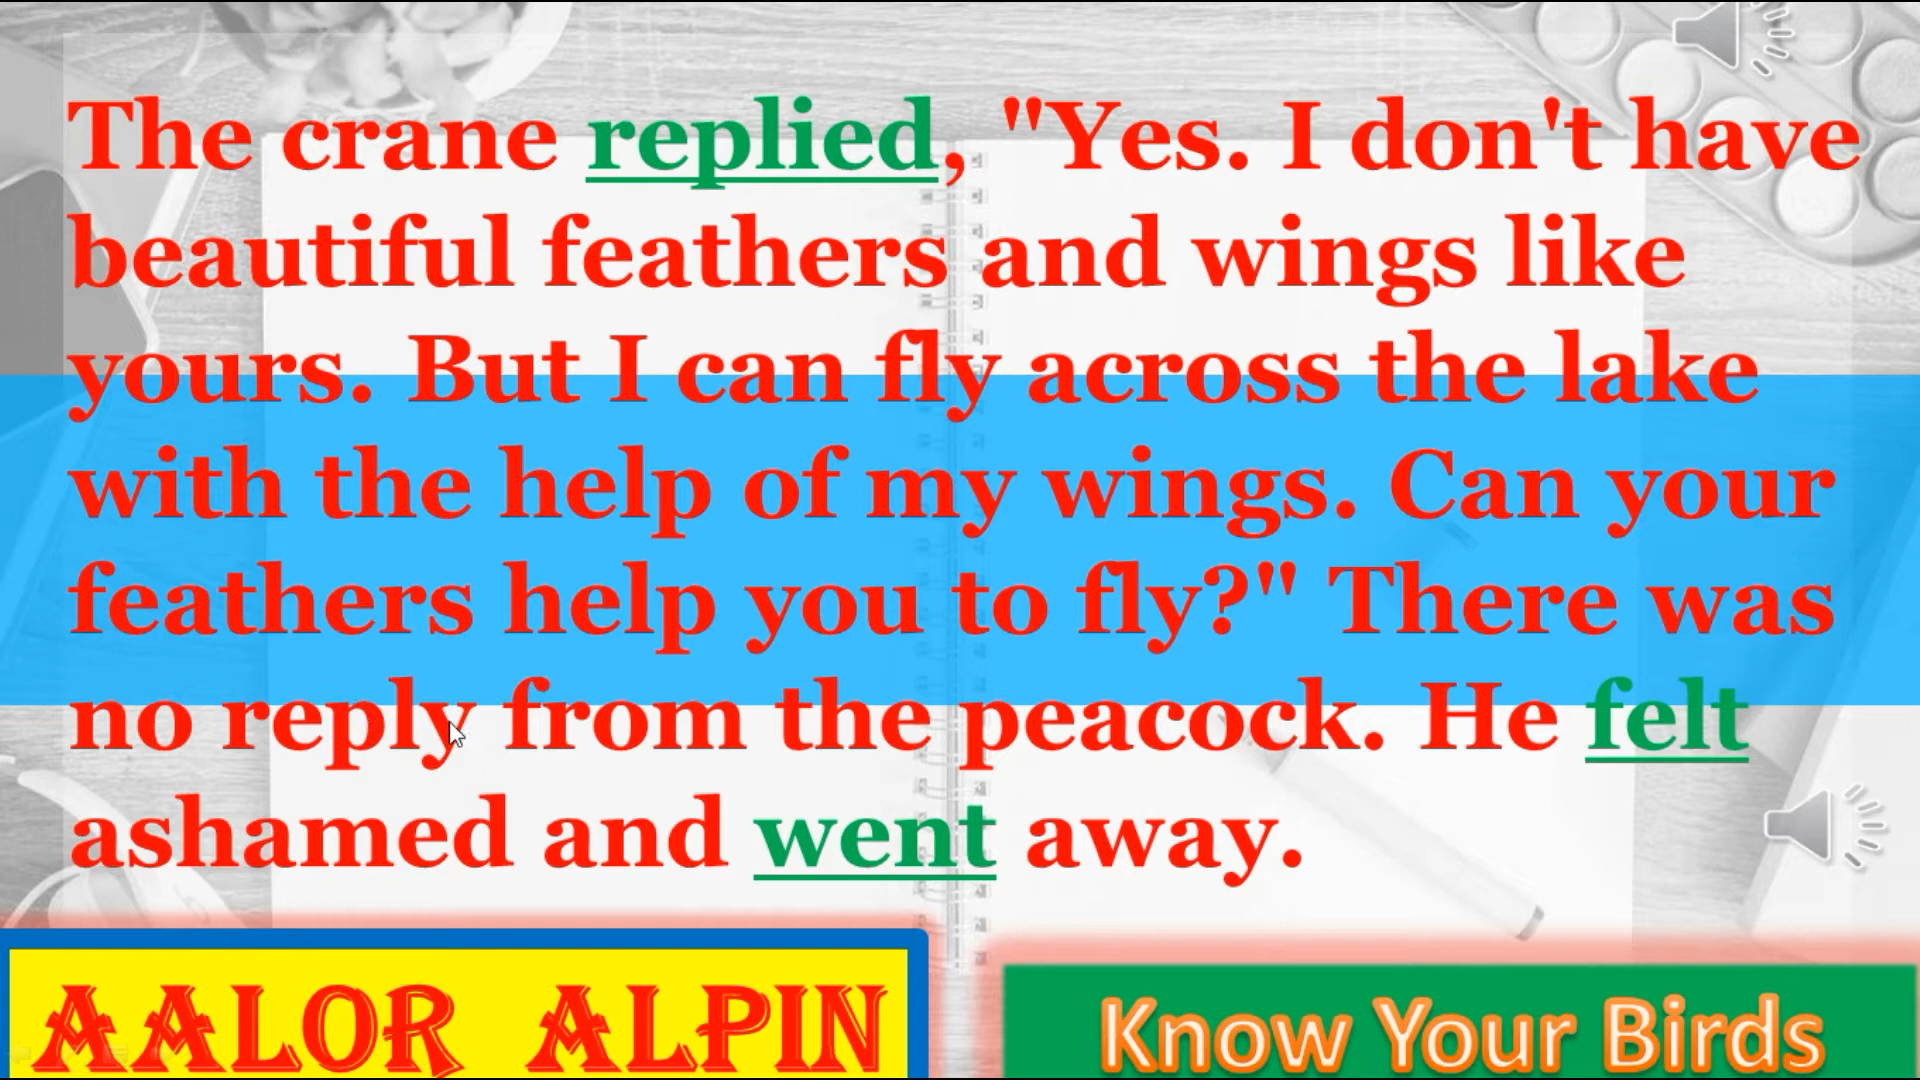 The crane replied, "Yes. I don't have
beautiful feathers and wings like
yours. But I can fly across the lake
with the help of my wings. Can your
feathers help you to fly?" There was
no reply from the peacock. He felt
ashamed and went away.
AALOR ALPIN
Know Your Birds